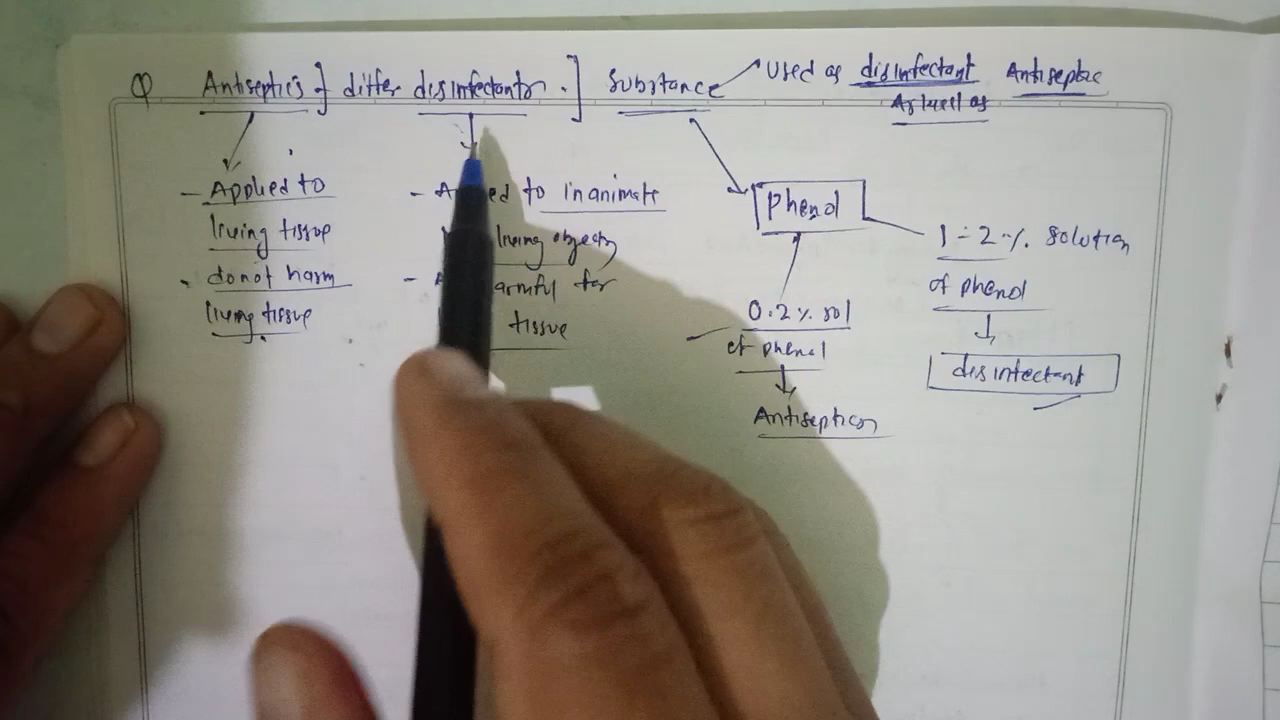 Q Antiseptics } differ disinfectants . ] Substance Used as disinfectant Antiseptic
As well as
- Applied to
living tissue
- do not harm
living tissue
- to inanimate
living objects
- for
tissue
Phenol
0.2 % sol
of phenol
Antiseptics
1-2 % solution
of phenol
disinfectant